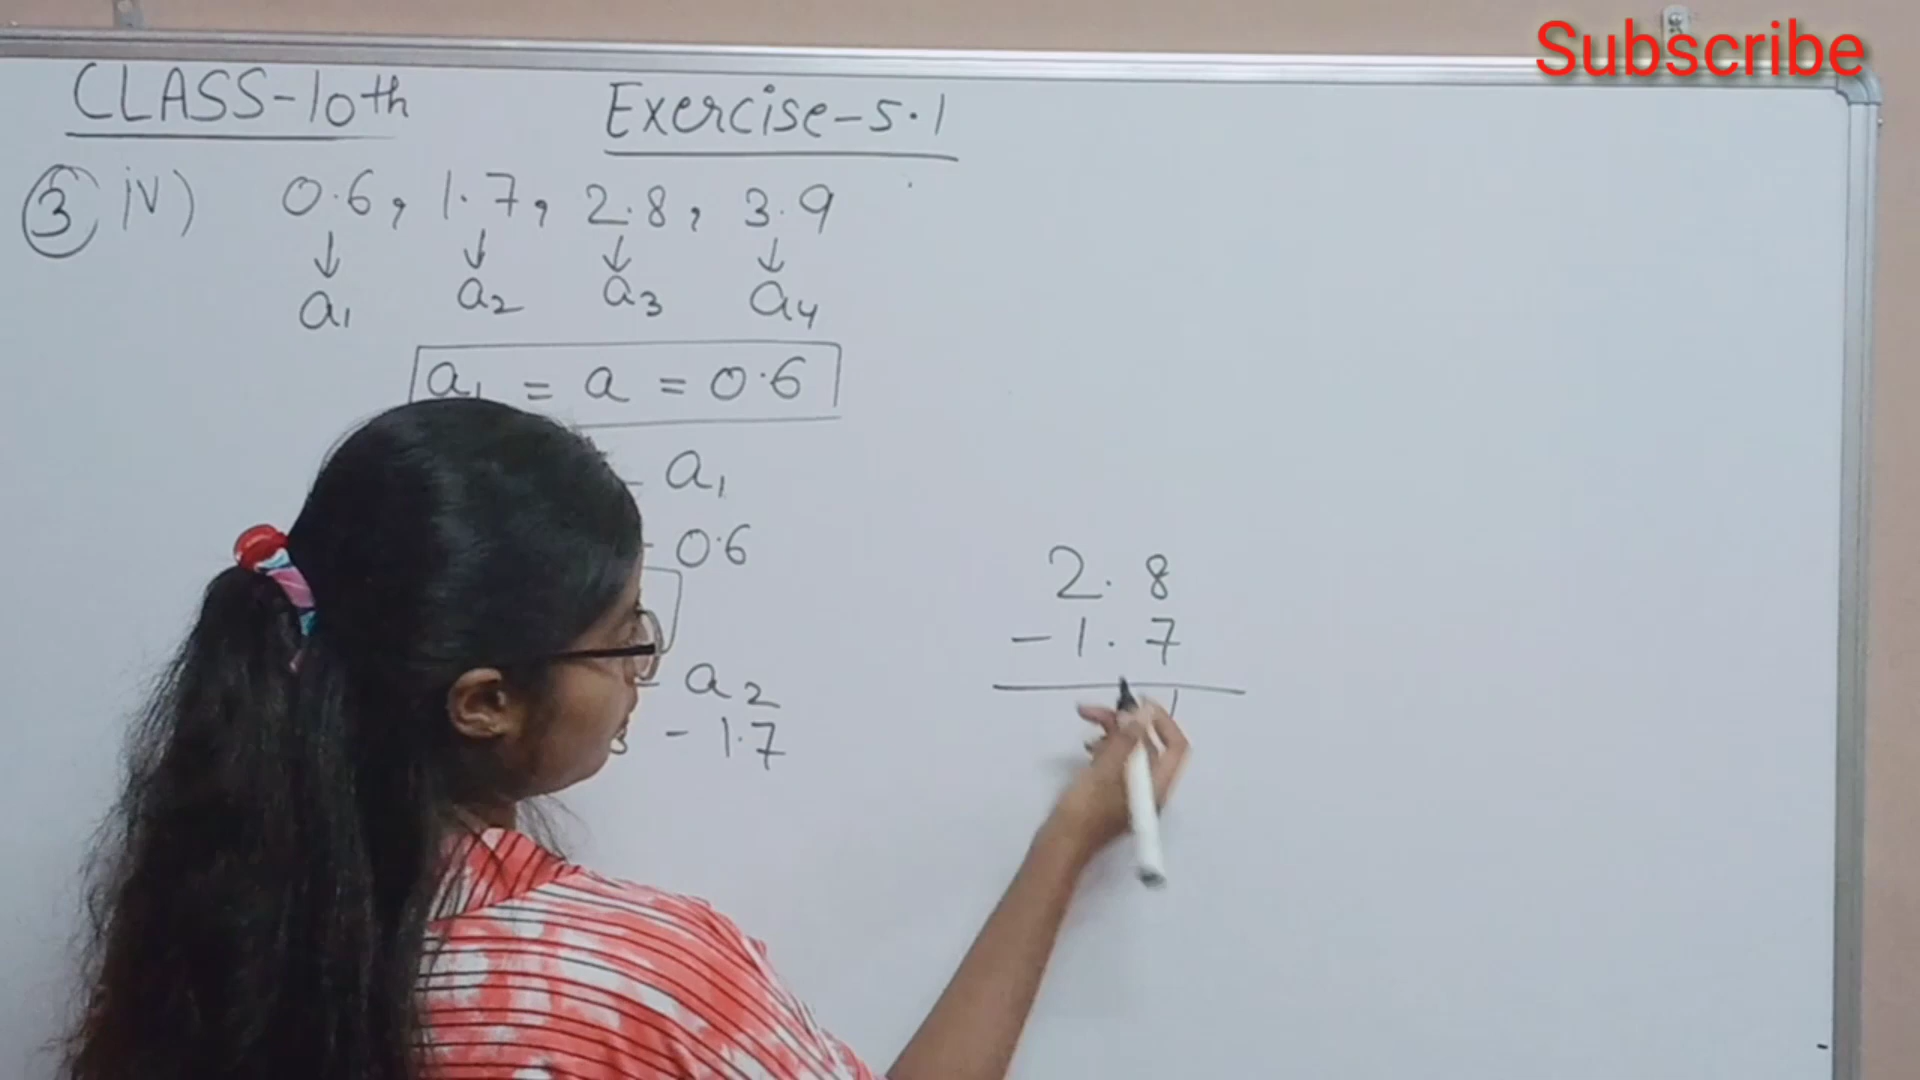 Subscribe
CLASS-10th
Exercise-5.1
3 iv) 0.6, 1.7, 2.8, 3.9
↓ ↓ ↓ ↓
a1 a2 a3 a4
a1 = a = 0.6
- a1
- 0.6
- a2
- 1.7
2.8
-1.7
1